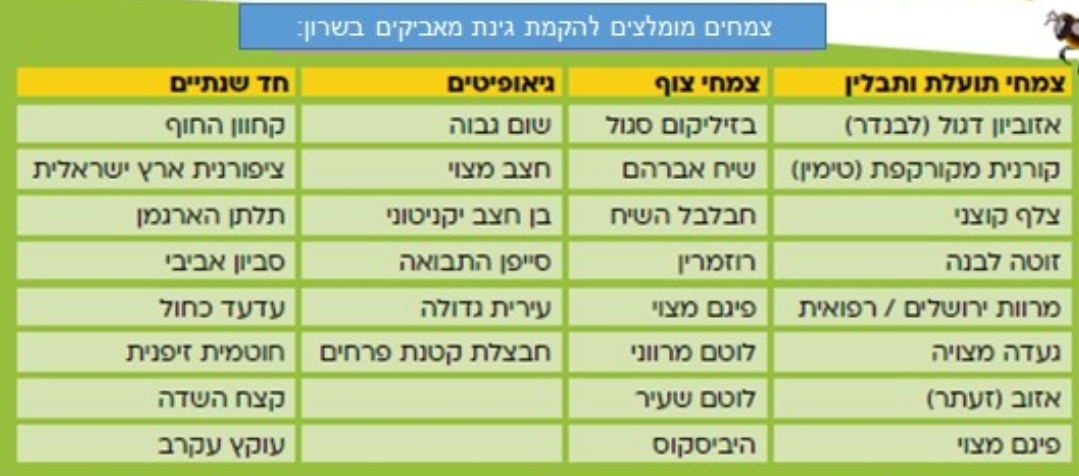 צמחים מומלצים להקמת גינת מאביקים בשרון:
צמחי תועלת ותבלין צמחי צוף גיאופיטים חד שנתיים
אזוביון דגול (לבנדר) בזיליקום סגול שום גבוה קחוון החוף
קורנית מקורקפת (טימין) שיח אברהם חצב מצוי ציפורנית ארץ ישראלית
צלף קוצני חבלבל השיח בן חצב יקניטוני תלתן הארגמן
זוטה לבנה רוזמרין סייפן התבואה סביון אביבי
מרוות ירושלים / רפואית פיגם מצוי עירית גדולה עדעד כחול
געדה מצויה לוטם מרווני חבצלת קטנת פרחים חוטמית זיפנית
אזוב (זעתר) לוטם שעיר קצח השדה
פיגם מצוי היביסקוס עוקץ עקרב